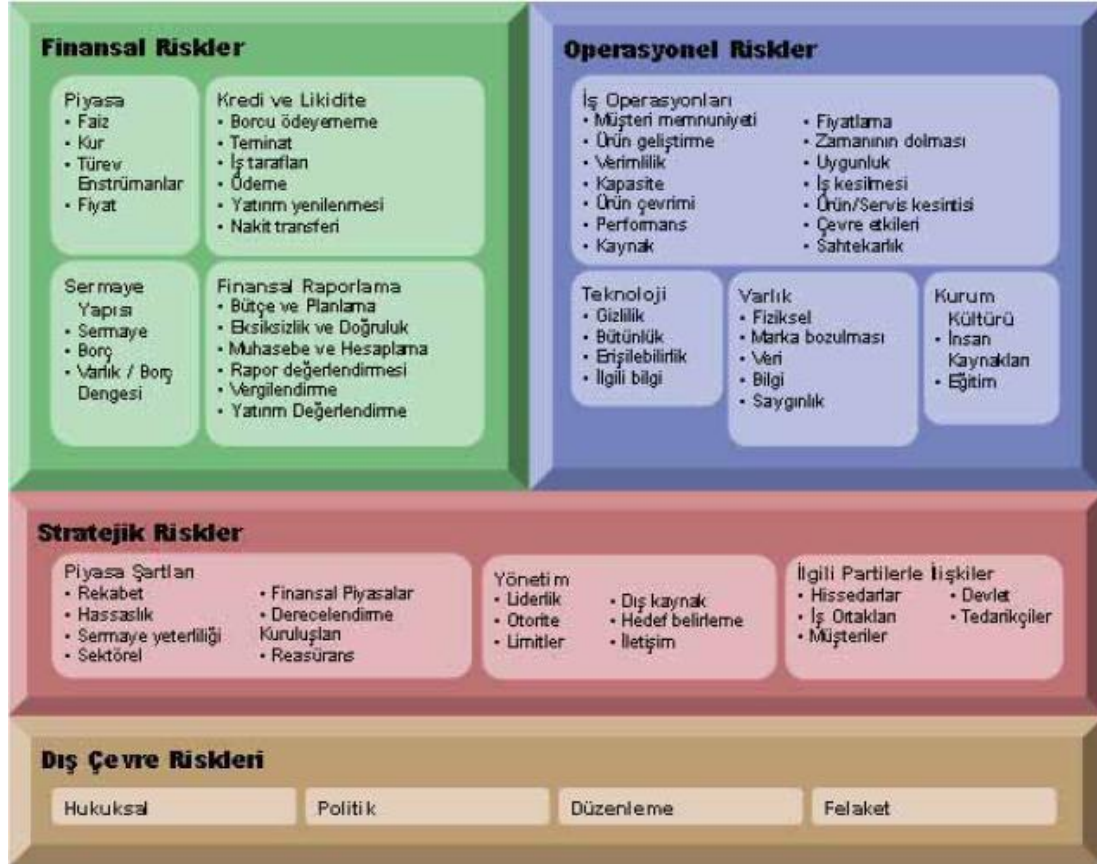 Finansal Riskler
Piyasa
• Faiz
• Kur
• Türev
Enstrümanlar
• Fiyat
Kredi ve Likidite
• Borcu ödeyememe
• Teminat
• İş tarafları
• Ödeme
• Yatırım yenilenmesi
• Nakit transferi
Sermaye
Yapısı
• Sermaye
• Borç
• Varlık / Borç
Dengesi
Finansal Raporlama
• Bütçe ve Planlama
• Eksiksizlik ve Doğruluk
• Muhasebe ve Hesaplama
• Rapor değerlendirmesi
• Vergilendirme
• Yatırım Değerlendirme
Operasyonel Riskler
İş Operasyonları
• Müşteri memnuniyeti
• Ürün geliştirme
• Verimlilik
• Kapasite
• Ürün çevrimi
• Performans
• Kaynak
• Fiyatlama
• Zamanının dolması
• Uygunluk
• İş kesilmesi
• Ürün/Servis kesintisi
• Çevre etkileri
• Sahtekarlık
Teknoloji
• Gizlilik
• Bütünlük
• Erişilebilirlik
• İlgili bilgi
Varlık
• Fiziksel
• Marka bozulması
• Veri
• Bilgi
• Saygınlık
Kurum
Kültürü
• İnsan
Kaynakları
• Eğitim
Stratejik Riskler
Piyasa Şartları
• Rekabet
• Hassaslık
• Sermaye yeterliliği
• Sektörel
• Finansal Piyasalar
• Derecelendirme
Kuruluşları
• Reasürans
Yönetim
• Liderlik
• Otorite
• Limitler
• Dış kaynak
• Hedef belirleme
• İletişim
İlgili Partilerle İlişkiler
• Hissedarlar
• İş Ortakları
• Müşteriler
• Devlet
• Tedarikçiler
Dış Çevre Riskleri
Hukuksal
Politik
Düzenleme
Felaket